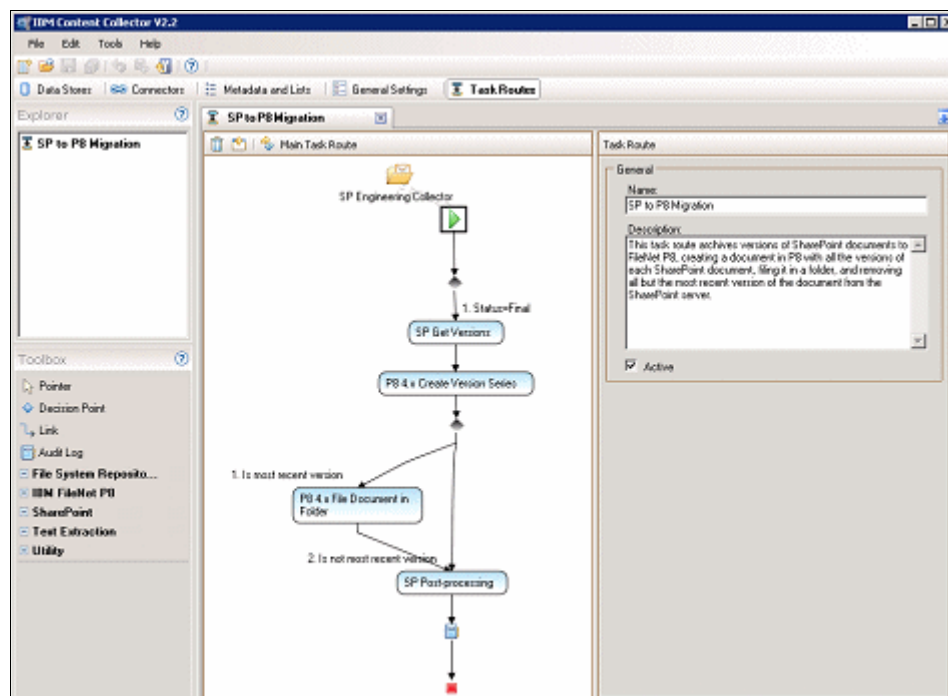 IBM Content Collector V2.2
File Edit Tools Help
Data Stores Connectors Metadata and Lists General Settings Task Routes
Explorer
SP to P8 Migration
Toolbox
Pointer
Decision Point
Link
Audit Log
File System Reposito...
IBM FileNet P8
SharePoint
Text Extraction
Utility
SP to P8 Migration
Main Task Route
SP Engineering Collector
1. Status=Final
SP Get Versions
P8 4.x Create Version Series
1. Is most recent version
P8 4.x File Document in
Folder
2. Is not most recent version
SP Post-processing
Task Route
General
Name:
SP to P8 Migration
Description:
This task route archives versions of SharePoint documents to
FileNet P8, creating a document in P8 with all the versions of
each SharePoint document, filing it in a folder, and removing
all but the most recent version of the document from the
SharePoint server.
Active